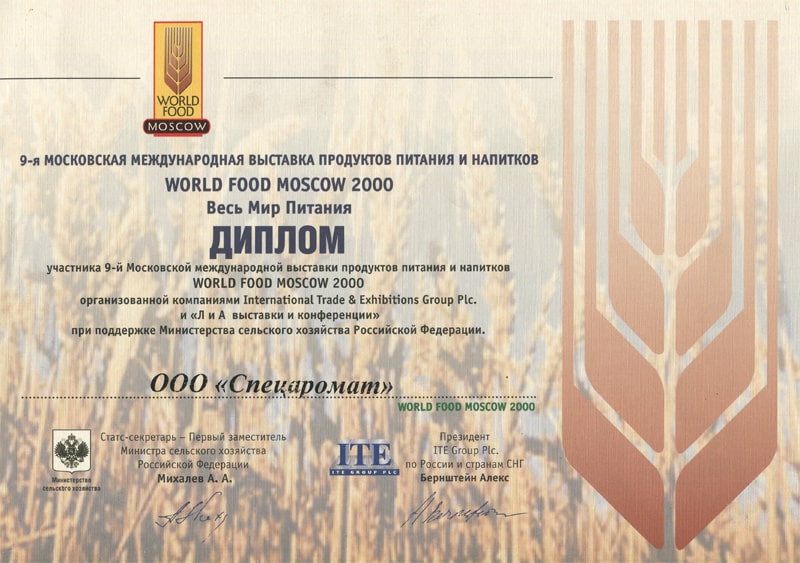 WORLD
FOOD
MOSCOW
9-я МОСКОВСКАЯ МЕЖДУНАРОДНАЯ ВЫСТАВКА ПРОДУКТОВ ПИТАНИЯ И НАПИТКОВ
WORLD FOOD MOSCOW 2000
Весь Мир Питания
ДИПЛОМ
участника 9-й Московской международной выставки продуктов питания и напитков
WORLD FOOD MOSCOW 2000
организованной компаниями International Trade & Exhibitions Group Plc.
и «Л и А выставки и конференции»
при поддержке Министерства сельского хозяйства Российской Федерации.
ООО «Спецаромат»
WORLD FOOD MOSCOW 2000
Министерство
сельского хозяйства
Статс-секретарь – Первый заместитель
Министра сельского хозяйства
Российской Федерации
Михалев А. А.
ITE
ITE GROUP PLC
Президент
ITE Group Plc.
по России и странам СНГ
Бернштейн Алекс